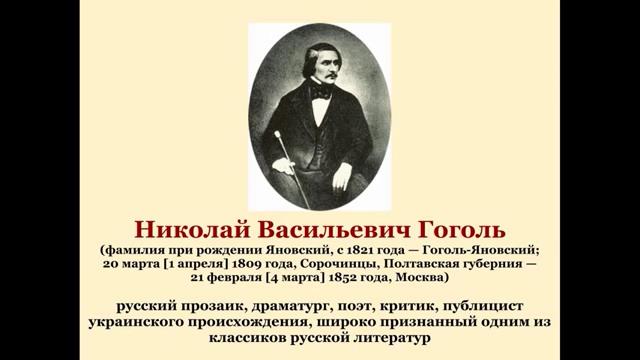 Николай Васильевич Гоголь
(фамилия при рождении Яновский, с 1821 года — Гоголь-Яновский;
20 марта [1 апреля] 1809 года, Сорочинцы, Полтавская губерния —
21 февраля [4 марта] 1852 года, Москва)
русский прозаик, драматург, поэт, критик, публицист
украинского происхождения, широко признанный одним из
классиков русской литератур